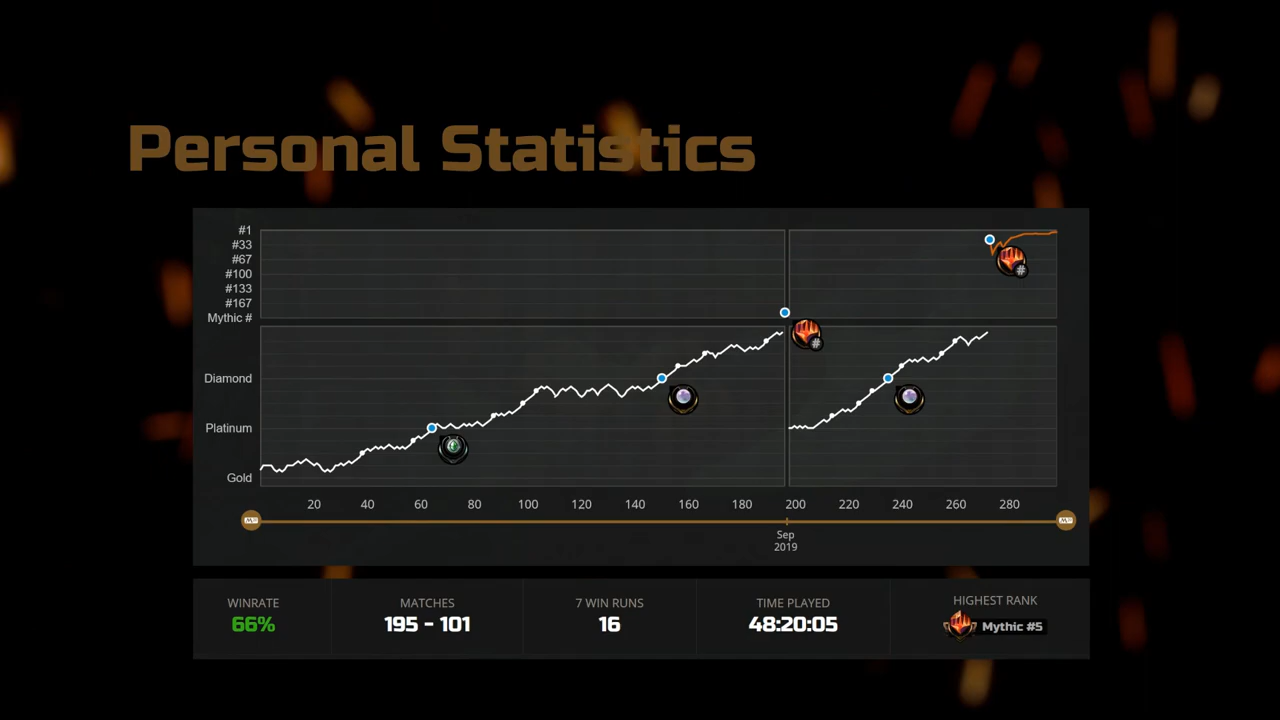 Personal Statistics
#1
#33
#67
#100
#133
#167
Mythic #
Diamond
Platinum
Gold
#
#
20 40 60 80 100 120 140 160 180 200 220 240 260 280
Sep
2019
WINRATE MATCHES 7 WIN RUNS TIME PLAYED HIGHEST RANK
66% 195 - 101 16 48:20:05 Mythic #5